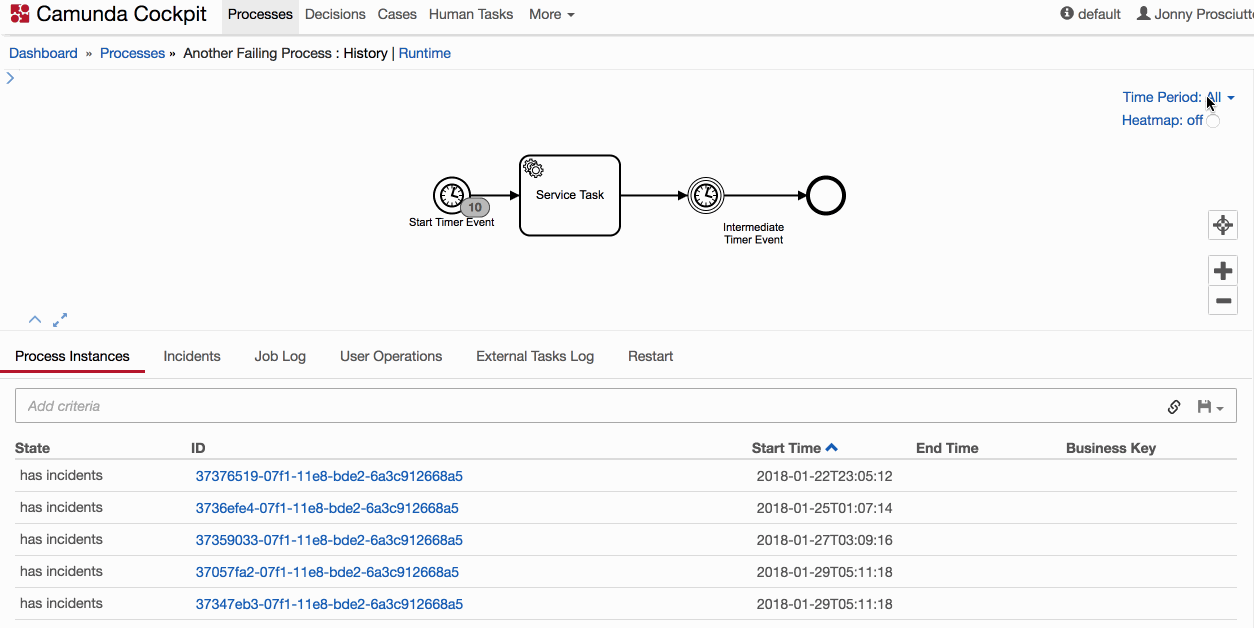 Camunda Cockpit Processes Decisions Cases Human Tasks More default Jonny Prosciutt
Dashboard » Processes » Another Failing Process : History | Runtime
Time Period: All
Heatmap: off
Service Task
10
Start Timer Event
Intermediate
Timer Event
Process Instances Incidents Job Log User Operations External Tasks Log Restart
Add criteria
State ID Start Time End Time Business Key
has incidents 37376519-07f1-11e8-bde2-6a3c912668a5 2018-01-22T23:05:12
has incidents 3736efe4-07f1-11e8-bde2-6a3c912668a5 2018-01-25T01:07:14
has incidents 37359033-07f1-11e8-bde2-6a3c912668a5 2018-01-27T03:09:16
has incidents 37057fa2-07f1-11e8-bde2-6a3c912668a5 2018-01-29T05:11:18
has incidents 37347eb3-07f1-11e8-bde2-6a3c912668a5 2018-01-29T05:11:18